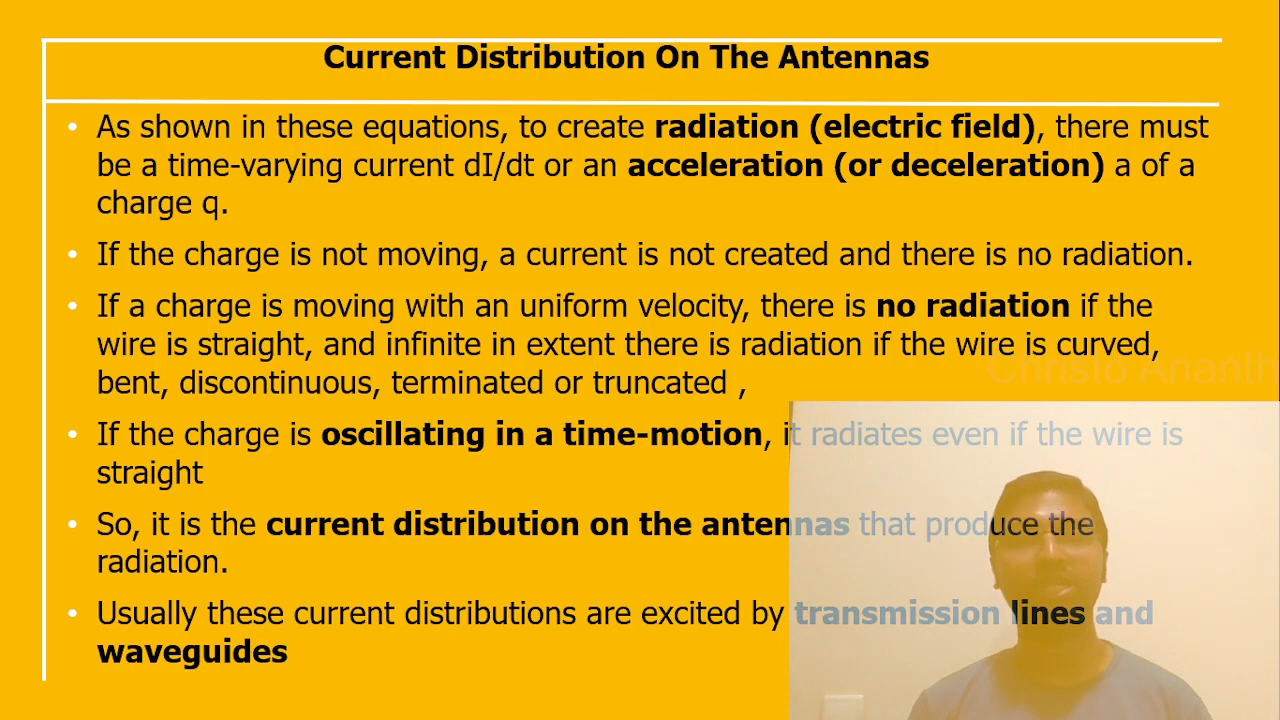 Current Distribution On The Antennas
• As shown in these equations, to create radiation (electric field), there must
be a time-varying current dI/dt or an acceleration (or deceleration) a of a
charge q.
• If the charge is not moving, a current is not created and there is no radiation.
• If a charge is moving with an uniform velocity, there is no radiation if the
wire is straight, and infinite in extent there is radiation if the wire is curved,
bent, discontinuous, terminated or truncated ,
Christo Ananth
• If the charge is oscillating in a time-motion, it radiates even if the wire is
straight
• So, it is the current distribution on the antennas that produce the
radiation.
• Usually these current distributions are excited by transmission lines and
waveguides